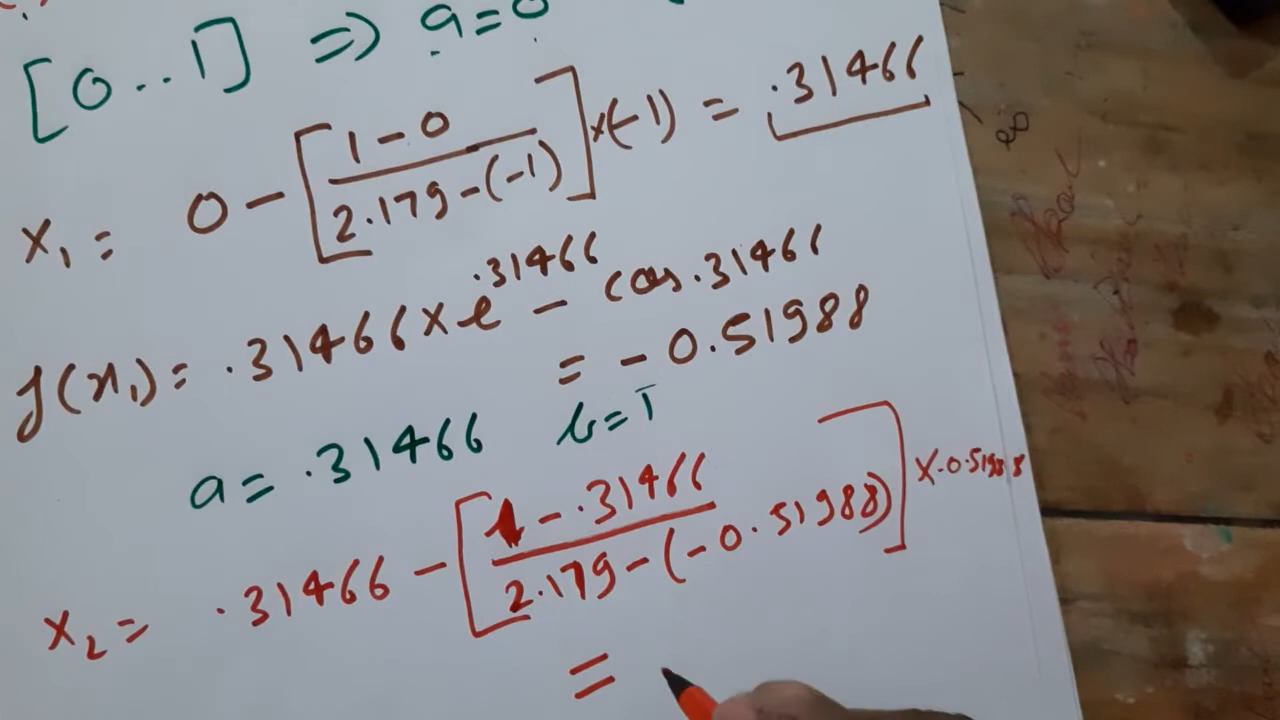 [0..1] => a=0
x₁ = 0 - [(1-0)/(2.179-(-1))]×(-1) = .31466
f(x₁) = .31466×e^.31466 - cos.31466
= -0.51988
a = .31466 b=1
x₂ = .31466 - [(1-.31466)/(2.179-(-0.51988))]×-0.51988
=